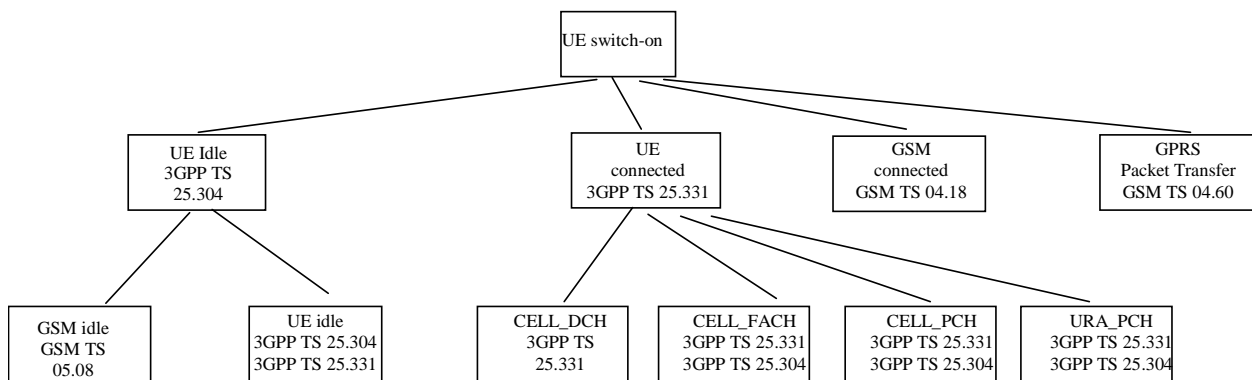 UE switch-on
UE Idle
3GPP TS
25.304
UE
connected
3GPP TS 25.331
GSM
connected
GSM TS 04.18
GPRS
Packet Transfer
GSM TS 04.60
GSM idle
GSM TS
05.08
UE idle
3GPP TS 25.304
3GPP TS 25.331
CELL_DCH
3GPP TS
25.331
CELL_FACH
3GPP TS 25.331
3GPP TS 25.304
CELL_PCH
3GPP TS 25.331
3GPP TS 25.304
URA_PCH
3GPP TS 25.331
3GPP TS 25.304